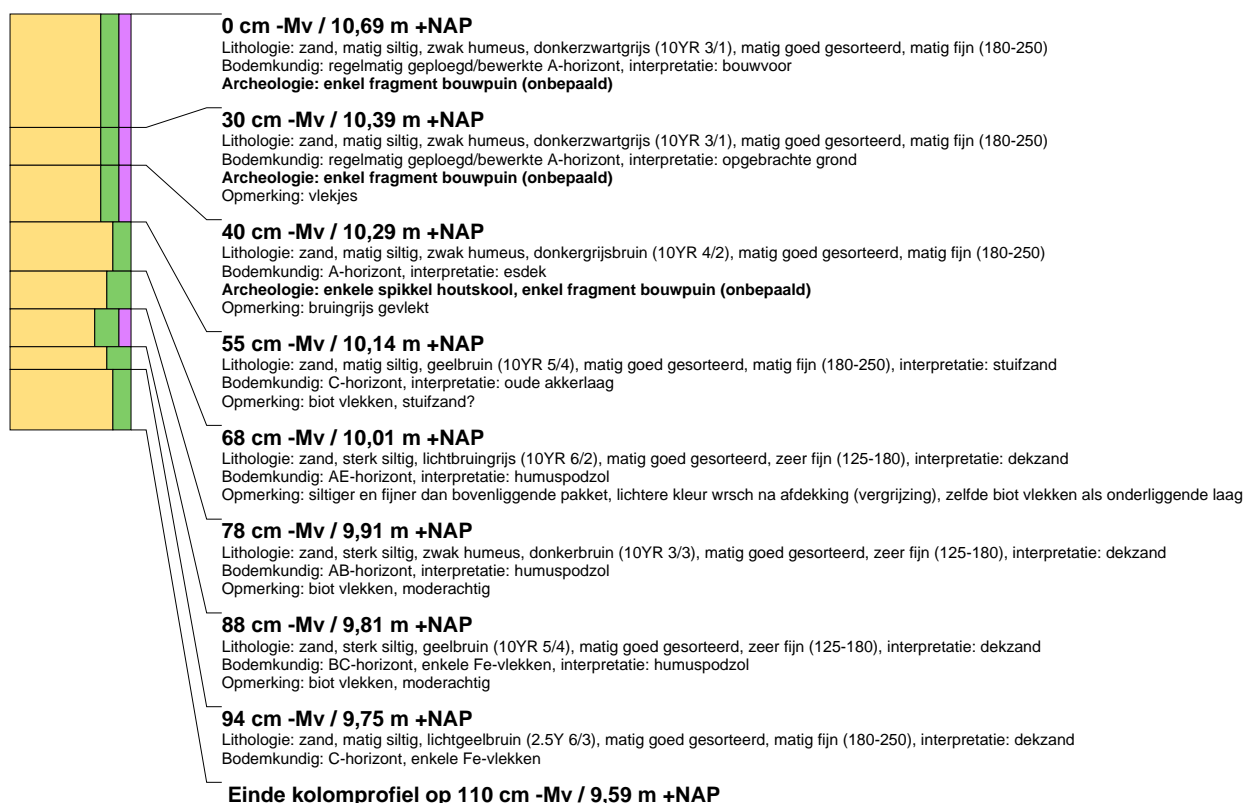 0 cm -Mv / 10,69 m +NAP
Lithologie: zand, matig siltig, zwak humeus, donkerzwartgrijs (10YR 3/1), matig goed gesorteerd, matig fijn (180-250)
Bodemkundig: regelmatig geploegd/bewerkte A-horizont, interpretatie: bouwvoor
Archeologie: enkel fragment bouwpuin (onbepaald)
30 cm -Mv / 10,39 m +NAP
Lithologie: zand, matig siltig, zwak humeus, donkerzwartgrijs (10YR 3/1), matig goed gesorteerd, matig fijn (180-250)
Bodemkundig: regelmatig geploegd/bewerkte A-horizont, interpretatie: opgebrachte grond
Archeologie: enkel fragment bouwpuin (onbepaald)
Opmerking: vlekjes
40 cm -Mv / 10,29 m +NAP
Lithologie: zand, matig siltig, zwak humeus, donkergrijsbruin (10YR 4/2), matig goed gesorteerd, matig fijn (180-250)
Bodemkundig: A-horizont, interpretatie: esdek
Archeologie: enkele spikkel houtskool, enkel fragment bouwpuin (onbepaald)
Opmerking: bruingrijs gevlekt
55 cm -Mv / 10,14 m +NAP
Lithologie: zand, matig siltig, geelbruin (10YR 5/4), matig goed gesorteerd, matig fijn (180-250), interpretatie: stuifzand
Bodemkundig: C-horizont, interpretatie: oude akkerlaag
Opmerking: biot vlekken, stuifzand?
68 cm -Mv / 10,01 m +NAP
Lithologie: zand, sterk siltig, lichtbruingrijs (10YR 6/2), matig goed gesorteerd, zeer fijn (125-180), interpretatie: dekzand
Bodemkundig: AE-horizont, interpretatie: humuspodzol
Opmerking: siltiger en fijner dan bovenliggende pakket, lichtere kleur wrsch na afdekking (vergrijzing), zelfde biot vlekken als onderliggende laag
78 cm -Mv / 9,91 m +NAP
Lithologie: zand, sterk siltig, zwak humeus, donkerbruin (10YR 3/3), matig goed gesorteerd, zeer fijn (125-180), interpretatie: dekzand
Bodemkundig: AB-horizont, interpretatie: humuspodzol
Opmerking: biot vlekken, moderachtig
88 cm -Mv / 9,81 m +NAP
Lithologie: zand, sterk siltig, geelbruin (10YR 5/4), matig goed gesorteerd, zeer fijn (125-180), interpretatie: dekzand
Bodemkundig: BC-horizont, enkele Fe-vlekken, interpretatie: humuspodzol
Opmerking: biot vlekken, moderachtig
94 cm -Mv / 9,75 m +NAP
Lithologie: zand, matig siltig, lichtgeelbruin (2.5Y 6/3), matig goed gesorteerd, matig fijn (180-250), interpretatie: dekzand
Bodemkundig: C-horizont, enkele Fe-vlekken
Einde kolomprofiel op 110 cm -Mv / 9,59 m +NAP